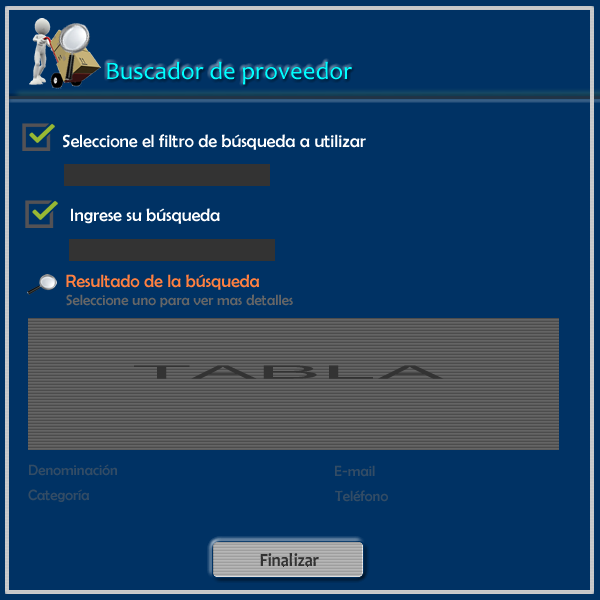 Buscador de proveedor
Seleccione el filtro de búsqueda a utilizar
Ingrese su búsqueda
Resultado de la búsqueda
Seleccione uno para ver mas detalles
TABLA
Denominación
E-mail
Categoría
Teléfono
Finalizar